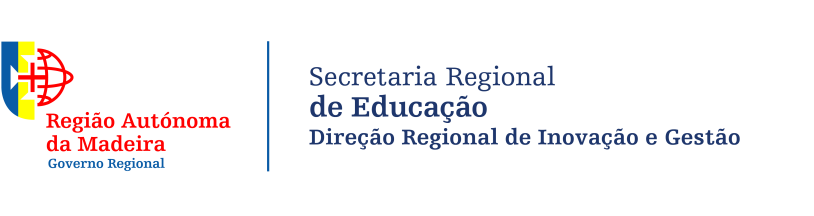 Região Autónoma
da Madeira
Governo Regional
Secretaria Regional
de Educação
Direção Regional de Inovação e Gestão